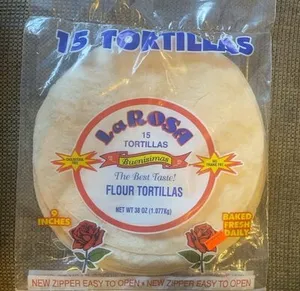 15 TORTILLAS
LaROSA
15
TORTILLAS
Buenisimas
The Best Taste!
FLOUR TORTILLAS
NET WT 38 OZ (1.077Kg)
9
INCHES
BAKED
FRESH
DAILY
NEW ZIPPER EASY TO OPEN • NEW ZIPPER EASY TO OPEN